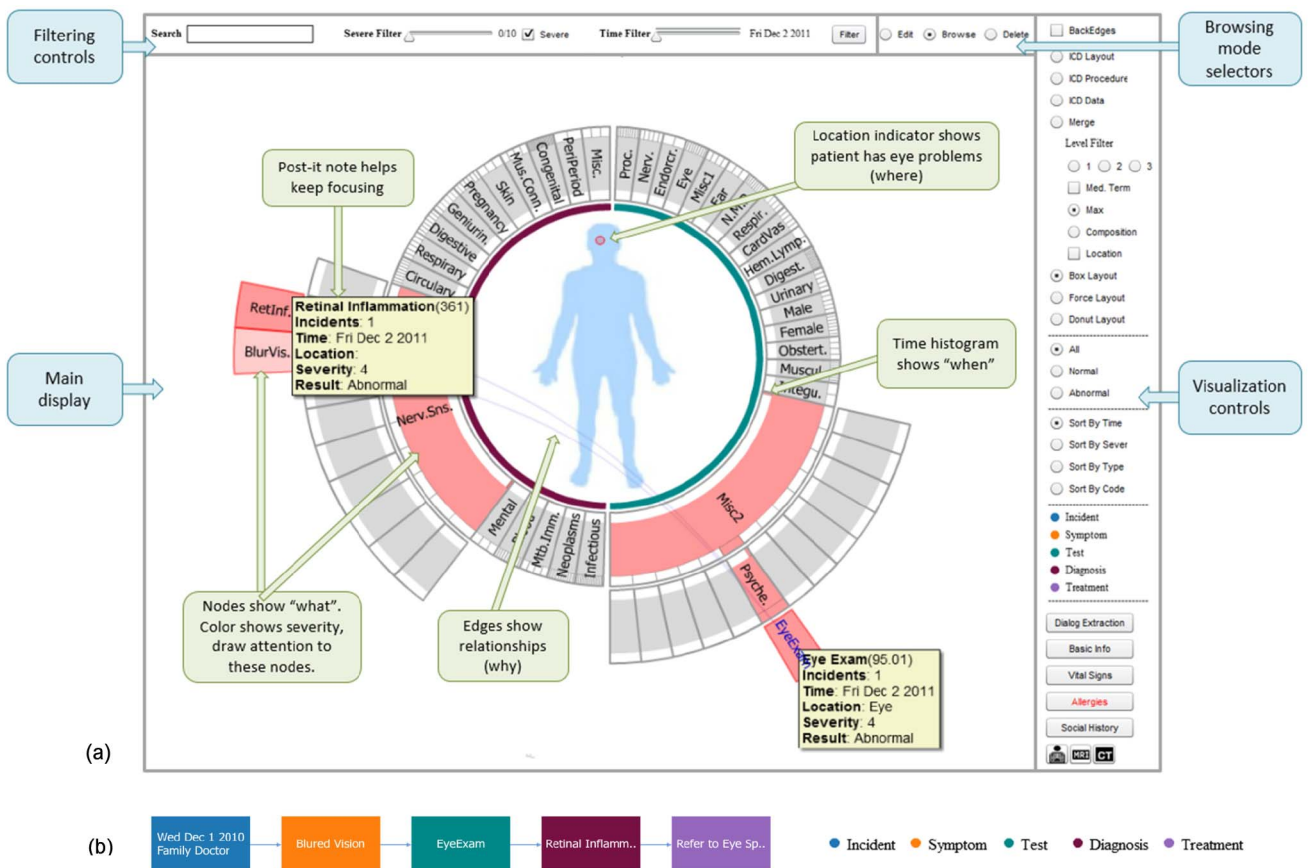 Filtering
controls
Search
Severe Filter
0/10
Severe
Time Filter
Fri Dec 2 2011
Filter
Edit
Browse
Delete
Browsing
mode
selectors
BackEdges
ICD Layout
ICD Procedure
ICD Data
Merge
Level Filter
1 2 3
Med. Term
Max
Composition
Location
Box Layout
Force Layout
Donut Layout
All
Normal
Abnormal
Sort By Time
Sort By Sever
Sort By Type
Sort By Code
Incident
Symptom
Test
Diagnosis
Treatment
Dialog Extraction
Basic Info
Vital Signs
Allergies
Social History
MRI
CT
Visualization
controls
Main
display
Post-it note helps
keep focusing
Location indicator shows
patient has eye problems
(where)
Time histogram
shows “when”
Nodes show “what”.
Color shows severity,
draw attention to
these nodes.
Edges show
relationships
(why)
Circulary
Respirary
Digestive
Geniurin.
Pregnancy
Skin
Mus.Conn.
Congenital
PeriPeriod
Misc.
Proc.
Nerv.
Endorcr.
Eye
Misc1
Ear
Respir.
CardVas
Hem.Lymp.
Digest.
Urinary
Male
Female
Obstert.
Muscul.
Misc2
Psyche.
EyeExam
Infectious
Neoplasms
Mtb.Imm.
Mental
Nerv.Sns.
RetInf.
BlurVis.
Retinal Inflammation(361)
Incidents: 1
Time: Fri Dec 2 2011
Location:
Severity: 4
Result: Abnormal
Eye Exam(95.01)
Incidents: 1
Time: Fri Dec 2 2011
Location: Eye
Severity: 4
Result: Abnormal
(a)
(b)
Wed Dec 1 2010
Family Doctor
Blured Vision
EyeExam
Retinal Inflamm..
Refer to Eye Sp..
Incident
Symptom
Test
Diagnosis
Treatment